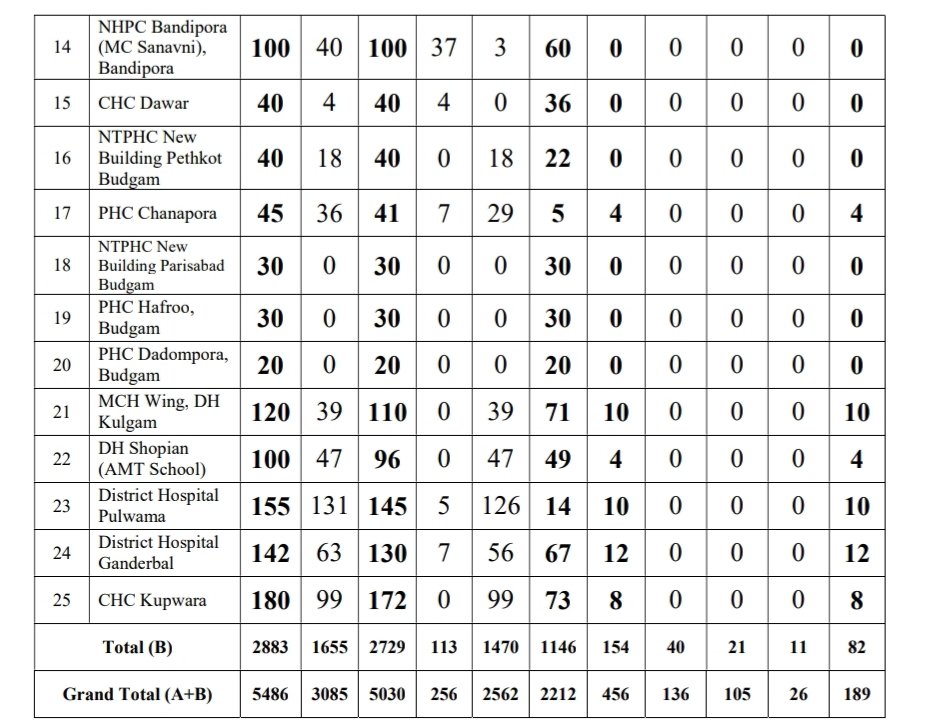 14 NHPC Bandipora (MC Sanavni), Bandipora 100 40 100 37 3 60 0 0 0 0 0
15 CHC Dawar 40 4 40 4 0 36 0 0 0 0 0
16 NTPHC New Building Pethkot Budgam 40 18 40 0 18 22 0 0 0 0 0
17 PHC Chanapora 45 36 41 7 29 5 4 0 0 0 4
18 NTPHC New Building Parisabad Budgam 30 0 30 0 0 30 0 0 0 0 0
19 PHC Hafroo, Budgam 30 0 30 0 0 30 0 0 0 0 0
20 PHC Dadompora, Budgam 20 0 20 0 0 20 0 0 0 0 0
21 MCH Wing, DH Kulgam 120 39 110 0 39 71 10 0 0 0 10
22 DH Shopian (AMT School) 100 47 96 0 47 49 4 0 0 0 4
23 District Hospital Pulwama 155 131 145 5 126 14 10 0 0 0 10
24 District Hospital Ganderbal 142 63 130 7 56 67 12 0 0 0 12
25 CHC Kupwara 180 99 172 0 99 73 8 0 0 0 8
Total (B) 2883 1655 2729 113 1470 1146 154 40 21 11 82
Grand Total (A+B) 5486 3085 5030 256 2562 2212 456 136 105 26 189